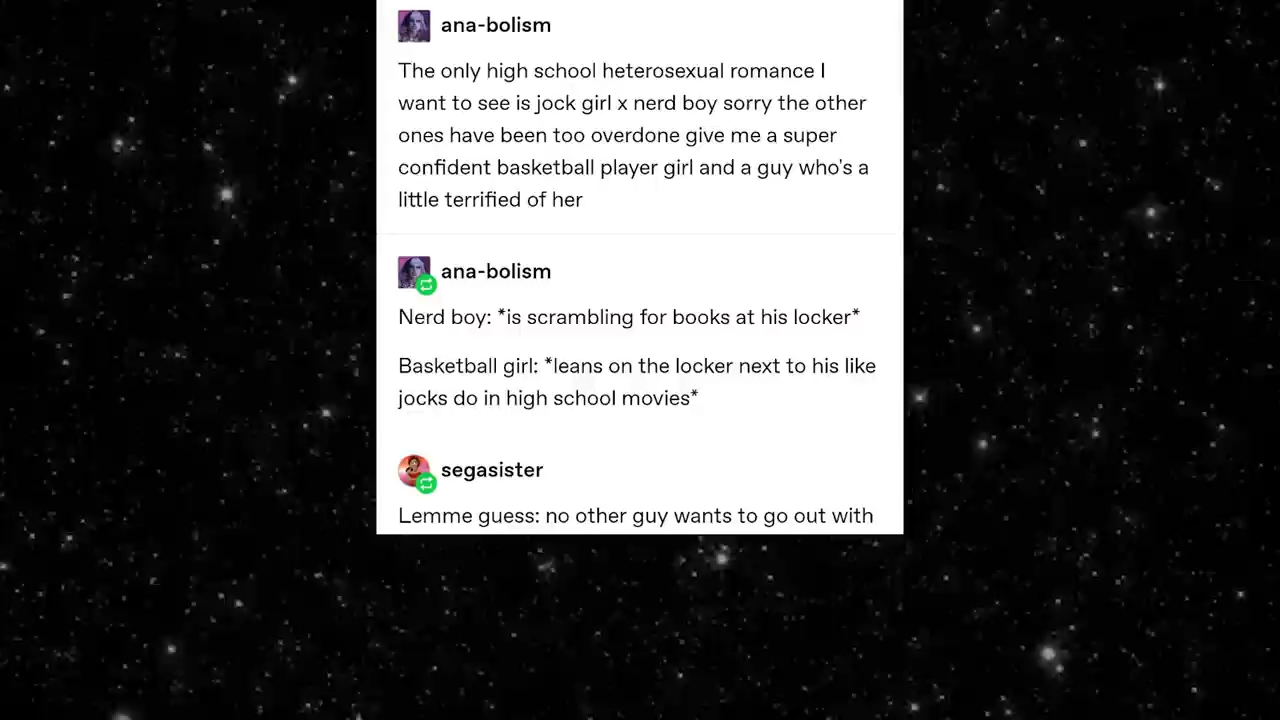 ana-bolism
The only high school heterosexual romance I
want to see is jock girl x nerd boy sorry the other
ones have been too overdone give me a super
confident basketball player girl and a guy who's a
little terrified of her
ana-bolism
Nerd boy: *is scrambling for books at his locker*
Basketball girl: *leans on the locker next to his like
jocks do in high school movies*
segasister
Lemme guess: no other guy wants to go out with